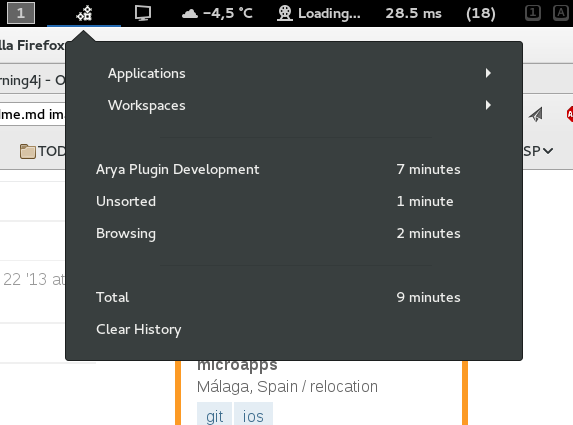 1 −4,5 °C Loading... 28.5 ms (18) 1 A
lla Firefox
rning4j - O
me.md ima
TOD
SP
Applications
Workspaces
Arya Plugin Development 7 minutes
Unsorted 1 minute
Browsing 2 minutes
22 '13 at
Total 9 minutes
Clear History
microapps
Málaga, Spain / relocation
git ios